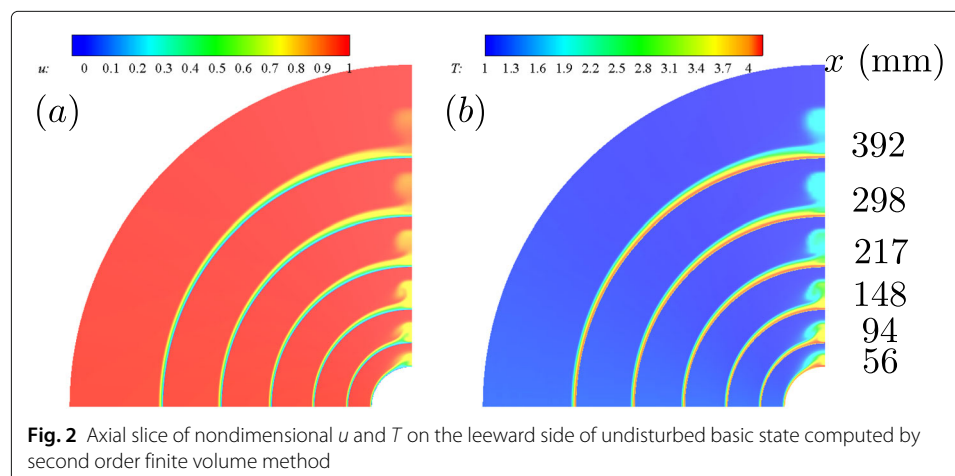 u: 0 0.1 0.2 0.3 0.4 0.5 0.6 0.7 0.8 0.9 1
T: 1 1.3 1.6 1.9 2.2 2.5 2.8 3.1 3.4 3.7 4
x (mm)
(a)
(b)
392
298
217
148
94
56
Fig. 2 Axial slice of nondimensional u and T on the leeward side of undisturbed basic state computed by
second order finite volume method